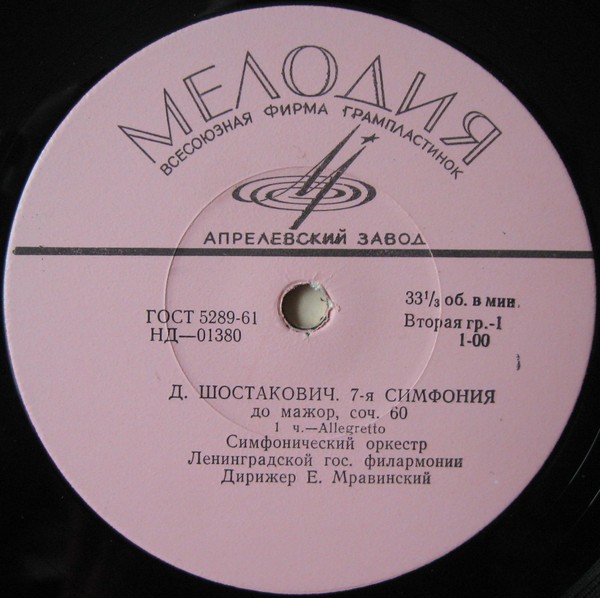 МЕЛОДИЯ
ВСЕСОЮЗНАЯ ФИРМА ГРАМПЛАСТИНОК
АПРЕЛЕВСКИЙ ЗАВОД
ГОСТ 5289-61
НД—01380
33⅓ об. в мин.
Вторая гр.-1
1-00
Д. ШОСТАКОВИЧ. 7-я СИМФОНИЯ
до мажор, соч. 60
1 ч.—Allegretto
Симфонический оркестр
Ленинградской гос. филармонии
Дирижер Е. Мравинский